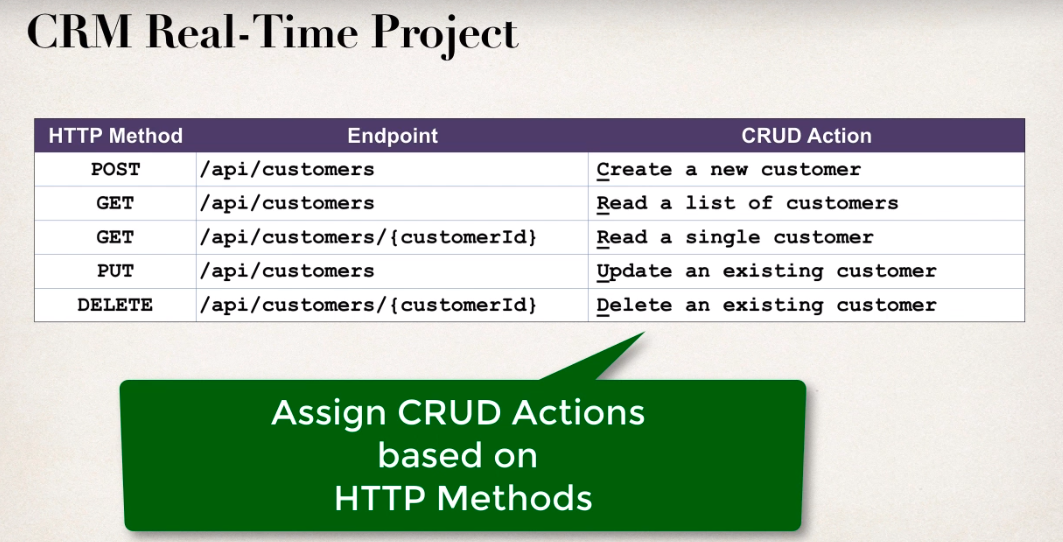 CRM Real-Time Project
HTTP Method Endpoint CRUD Action
POST /api/customers Create a new customer
GET /api/customers Read a list of customers
GET /api/customers/{customerId} Read a single customer
PUT /api/customers Update an existing customer
DELETE /api/customers/{customerId} Delete an existing customer
Assign CRUD Actions
based on
HTTP Methods